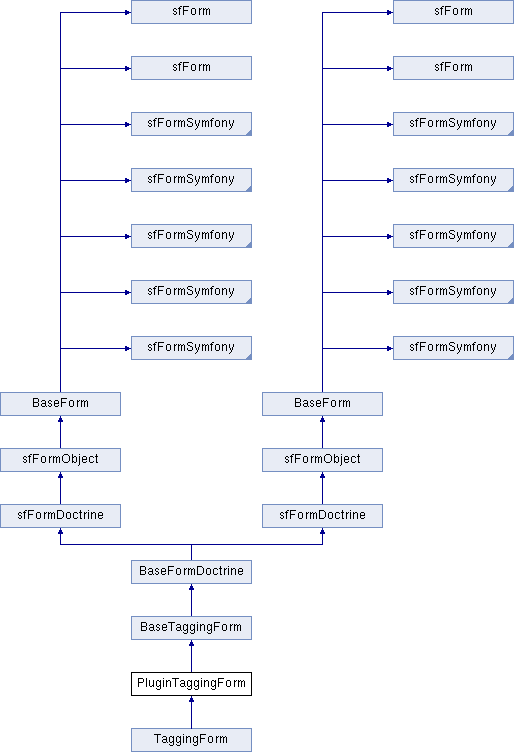 sfForm sfForm
sfForm sfForm
sfFormSymfony sfFormSymfony
sfFormSymfony sfFormSymfony
sfFormSymfony sfFormSymfony
sfFormSymfony sfFormSymfony
sfFormSymfony sfFormSymfony
BaseForm BaseForm
sfFormObject sfFormObject
sfFormDoctrine sfFormDoctrine
BaseFormDoctrine
BaseTaggingForm
PluginTaggingForm
TaggingForm